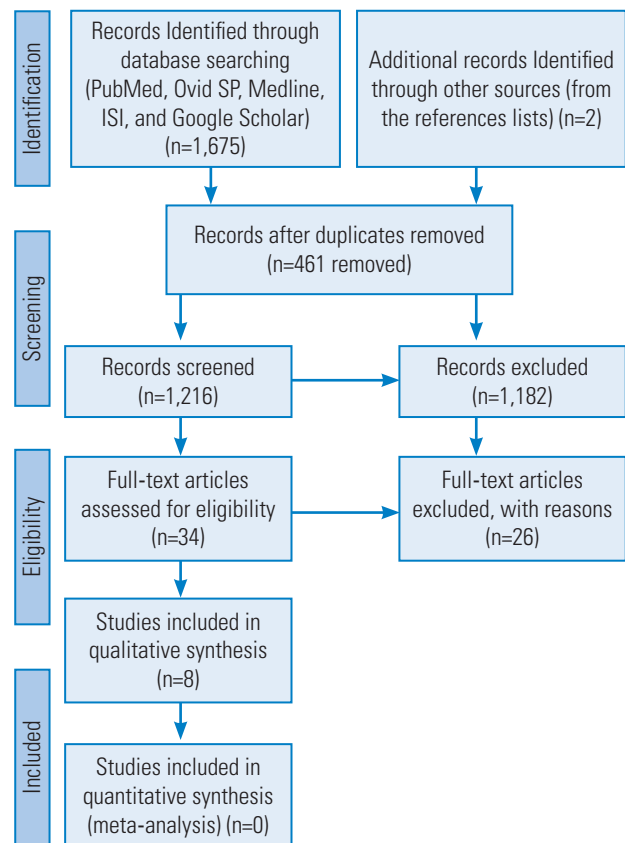 Identification
Records Identified through
database searching
(PubMed, Ovid SP, Medline,
ISI, and Google Scholar)
(n=1,675)
Additional records Identified
through other sources (from
the references lists) (n=2)
Screening
Records after duplicates removed
(n=461 removed)
Records screened
(n=1,216)
Records excluded
(n=1,182)
Eligibility
Full-text articles
assessed for eligibility
(n=34)
Full-text articles
excluded, with reasons
(n=26)
Studies included in
qualitative synthesis
(n=8)
Included
Studies included in
quantitative synthesis
(meta-analysis) (n=0)